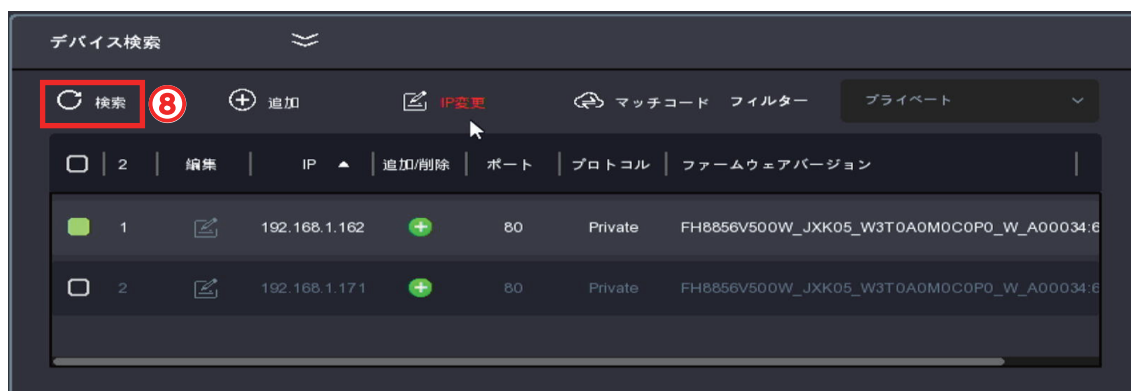 デバイス検索
検索 ⑧ 追加 IP変更 マッチコード フィルター プライベート
2 編集 IP 追加/削除 ポート プロトコル ファームウェアバージョン
1 192.168.1.162 80 Private FH8856V500W_JXK05_W3T0A0M0C0P0_W_A00034:6
2 192.168.1.171 80 Private FH8856V500W_JXK05_W3T0A0M0C0P0_W_A00034:6